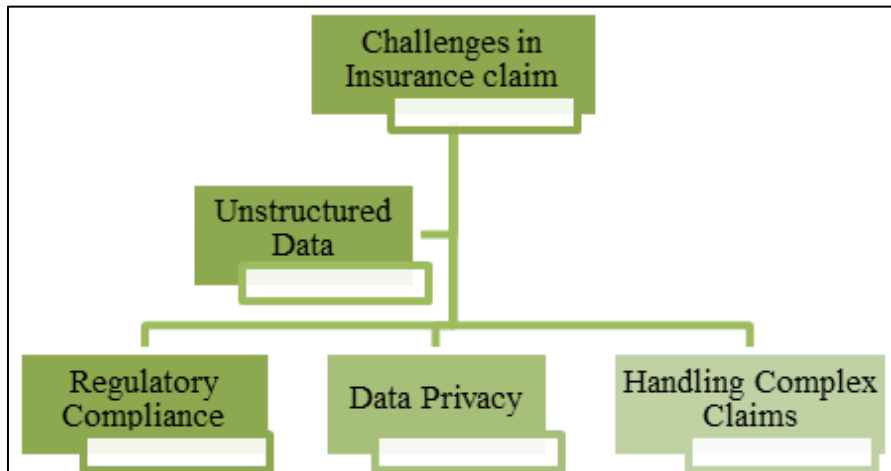 Challenges in
Insurance claim
Unstructured
Data
Regulatory
Compliance
Data Privacy
Handling Complex
Claims